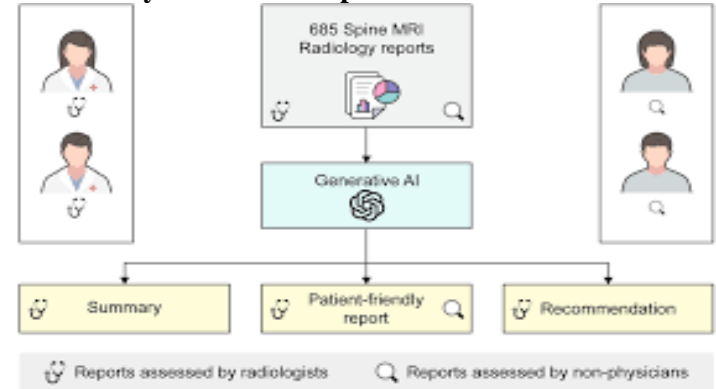 685 Spine MRI
Radiology reports
Generative AI
Summary
Patient-friendly
report
Recommendation
Reports assessed by radiologists
Reports assessed by non-physicians